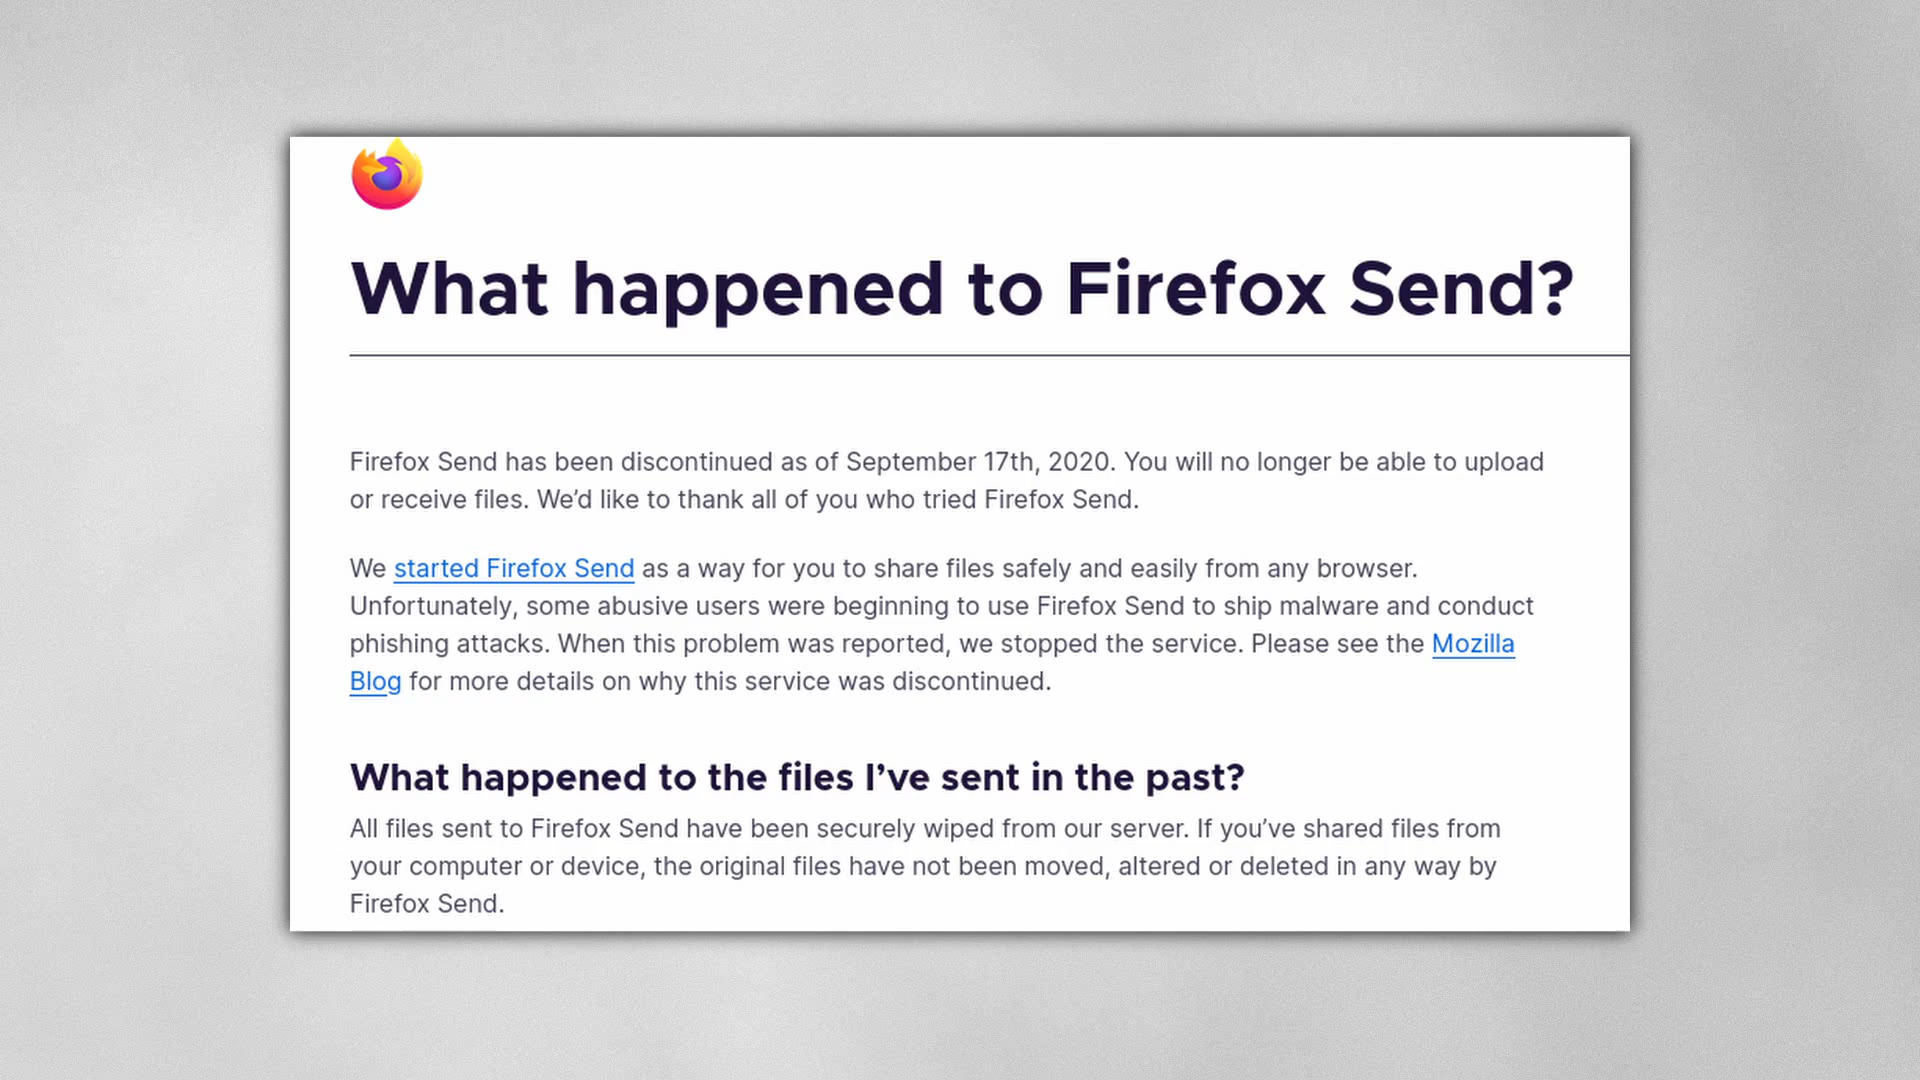 What happened to Firefox Send?
Firefox Send has been discontinued as of September 17th, 2020. You will no longer be able to upload
or receive files. We’d like to thank all of you who tried Firefox Send.
We started Firefox Send as a way for you to share files safely and easily from any browser.
Unfortunately, some abusive users were beginning to use Firefox Send to ship malware and conduct
phishing attacks. When this problem was reported, we stopped the service. Please see the Mozilla
Blog for more details on why this service was discontinued.
What happened to the files I’ve sent in the past?
All files sent to Firefox Send have been securely wiped from our server. If you’ve shared files from
your computer or device, the original files have not been moved, altered or deleted in any way by
Firefox Send.